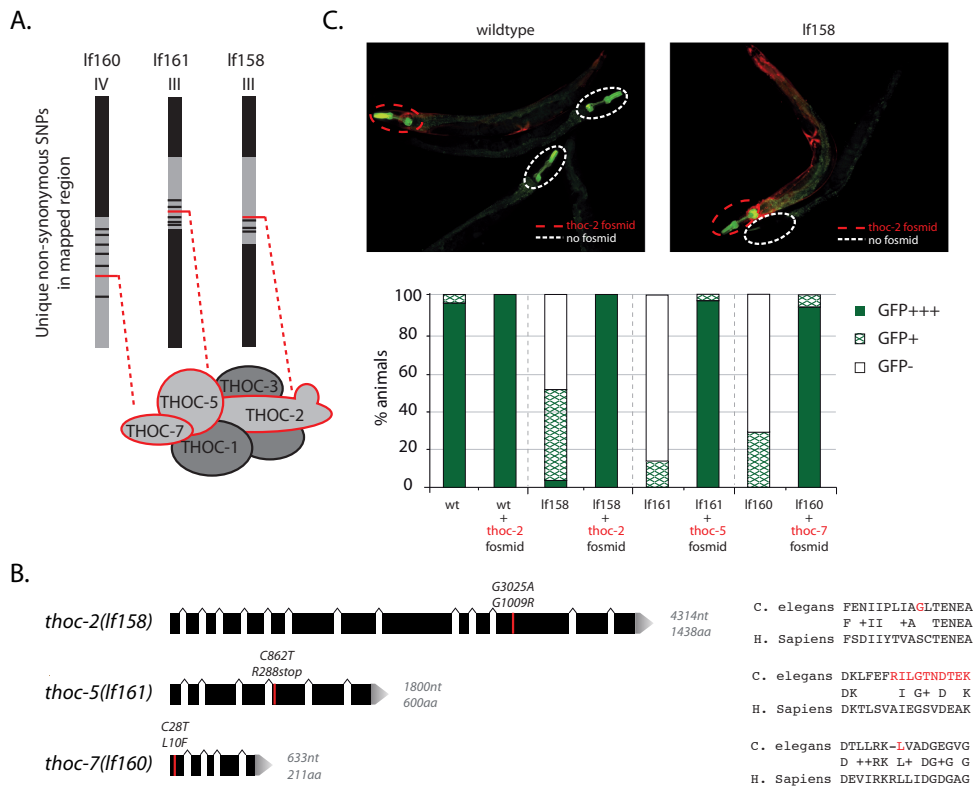 A.
lf160
IV
lf161
III
lf158
III
Unique non-synonymous SNPs
in mapped region
THOC-3
THOC-5
THOC-2
THOC-7
THOC-1
C.
wildtype
lf158
thoc-2 fosmid
no fosmid
thoc-2 fosmid
no fosmid
% animals
100
80
60
40
20
0
GFP+++
GFP+
GFP-
wt
wt
+
thoc-2
fosmid
lf158
lf158
+
thoc-2
fosmid
lf161
lf161
+
thoc-5
fosmid
lf160
lf160
+
thoc-7
fosmid
B.
thoc-2(lf158)
G3025A
G1009R
4314nt
1438aa
C. elegans FENIIPLIAGLTENEA
F +II +A TENEA
H. Sapiens FSDIIYTVASCTENEA
thoc-5(lf161)
C862T
R288stop
1800nt
600aa
C. elegans DKLFEFRILGTNDTEK
DK I G+ D K
H. Sapiens DKTLSVAIEGSVDEAK
thoc-7(lf160)
C28T
L10F
633nt
211aa
C. elegans DTLLRK-LVADGEGVG
D ++RK L+ DG+G G
H. Sapiens DEVIRKRLLIDGDGAG